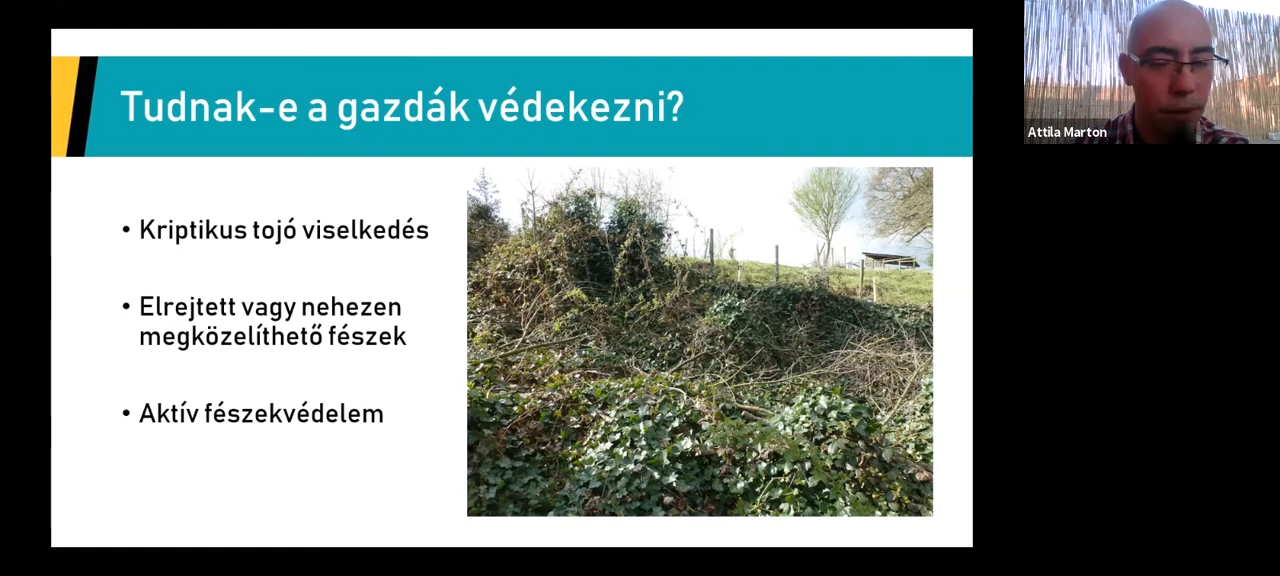 Tudnak-e a gazdák védekezni?
• Kriptikus tojó viselkedés
• Elrejtett vagy nehezen
megközelíthető fészek
• Aktív fészekvédelem
Attila Marton